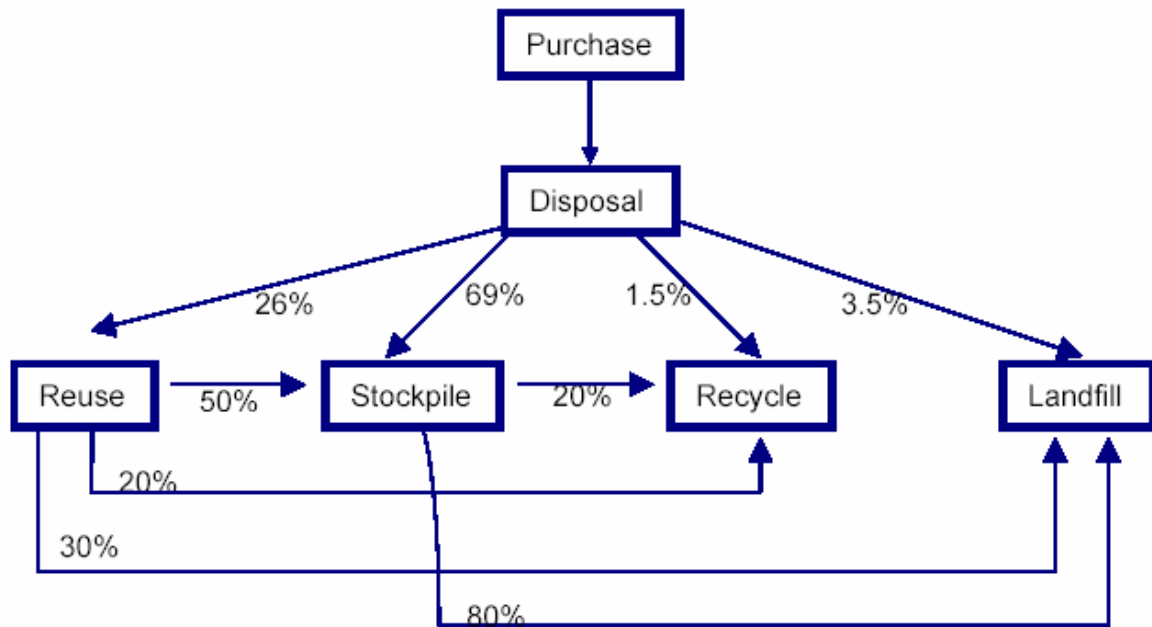 Purchase
Disposal
26%
69%
1.5%
3.5%
Reuse
50%
Stockpile
20%
Recycle
Landfill
20%
30%
80%